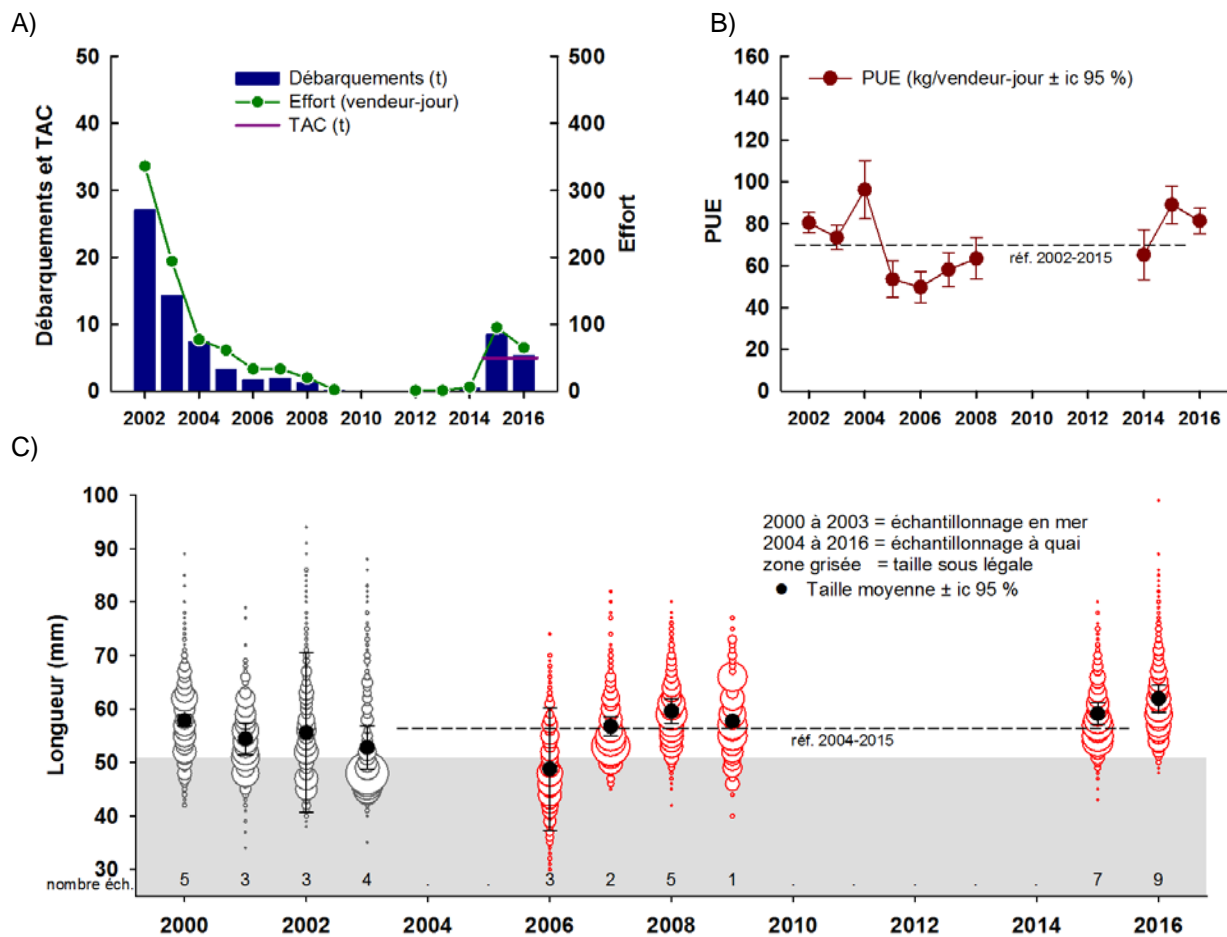 A)
50
40
30
20
10
0
Débarquements et TAC
500
400
300
200
100
0
Effort
Débarquements (t)
Effort (vendeur-jour)
TAC (t)
2002 2004 2006 2008 2010 2012 2014 2016
B)
160
140
120
100
80
60
40
20
0
PUE
PUE (kg/vendeur-jour ± ic 95 %)
réf. 2002-2015
2002 2004 2006 2008 2010 2012 2014 2016
C)
100
90
80
70
60
50
40
30
Longueur (mm)
2000 à 2003 = échantillonnage en mer
2004 à 2016 = échantillonnage à quai
zone grisée = taille sous légale
Taille moyenne ± ic 95 %
réf. 2004-2015
nombre éch. 5 3 3 4 . . 3 2 5 1 . . . . . 7 9
2000 2002 2004 2006 2008 2010 2012 2014 2016